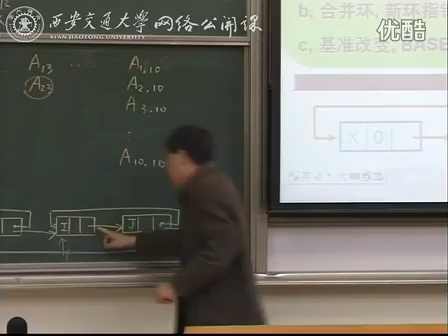 西安交通大学网络公开课
XIAN JIAOTONG UNIVERSITY
优酷
b, 合并环, 新环指
c, 基准改变, BASE
A13 ...... A1,10
A23 A2,10
A3,10
.
A10,10
X 0
I
J